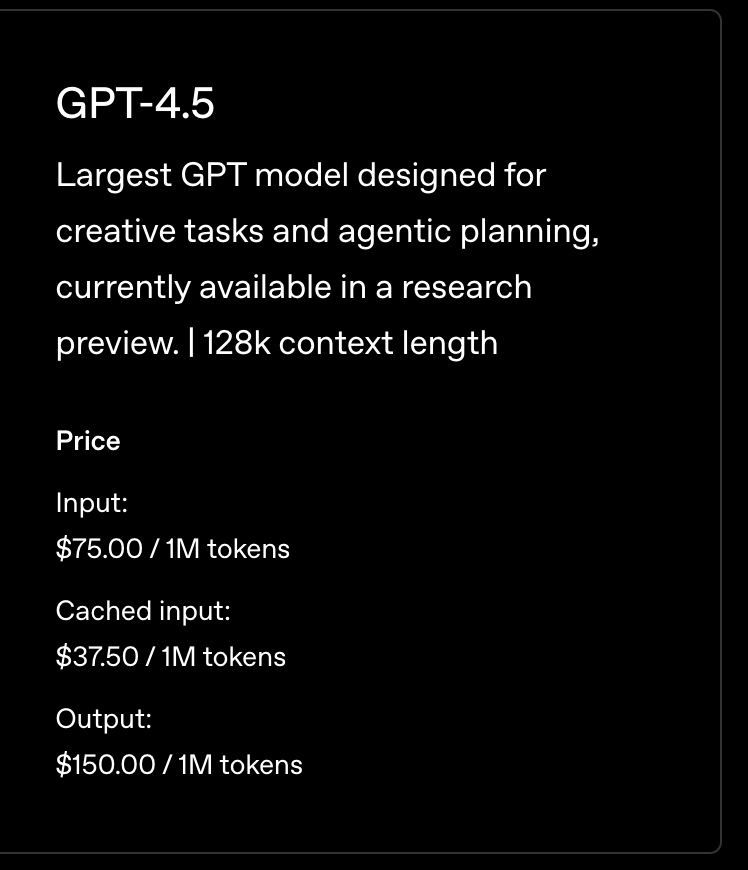 GPT-4.5
Largest GPT model designed for
creative tasks and agentic planning,
currently available in a research
preview. | 128k context length
Price
Input:
$75.00 / 1M tokens
Cached input:
$37.50 / 1M tokens
Output:
$150.00 / 1M tokens